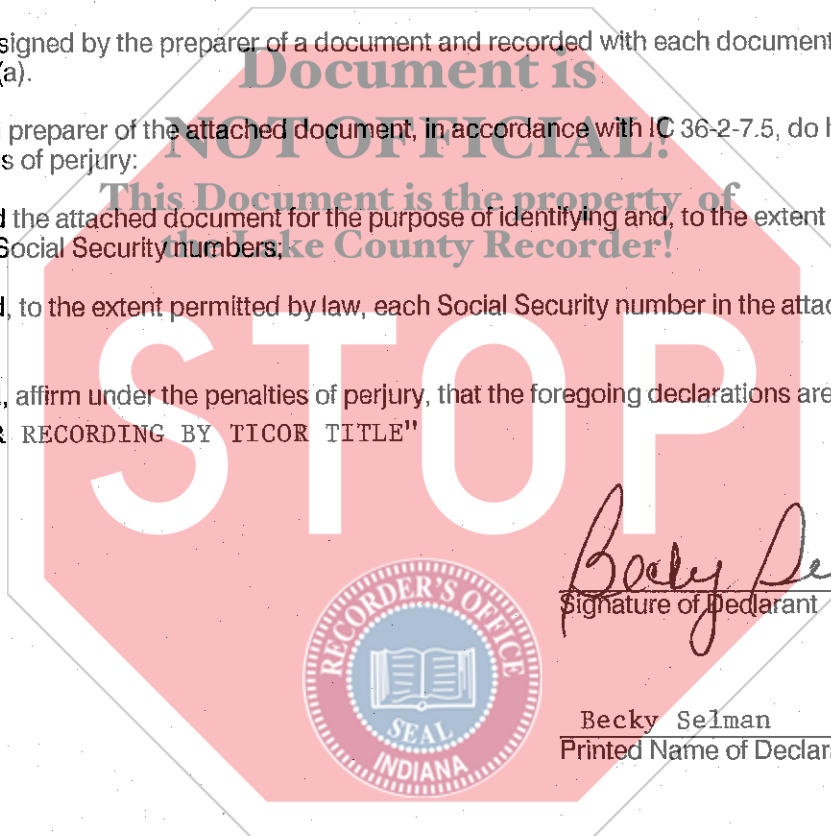 signed by the preparer of a document and recorded with each document
(a).
Document is
preparer of the attached document, in accordance with IC 36-2-7.5, do h
NOT OFFICIAL!
s of perjury:
This Document is the property of
d the attached document for the purpose of identifying and, to the extent
Social Security numbers;
the Lake County Recorder!
d, to the extent permitted by law, each Social Security number in the attac
STOP
, affirm under the penalties of perjury, that the foregoing declarations are
R RECORDING BY TICOR TITLE"
Becky Se
Signature of Declarant
RECORDER'S OFFICE
SEAL
INDIANA
Becky Selman
Printed Name of Declar